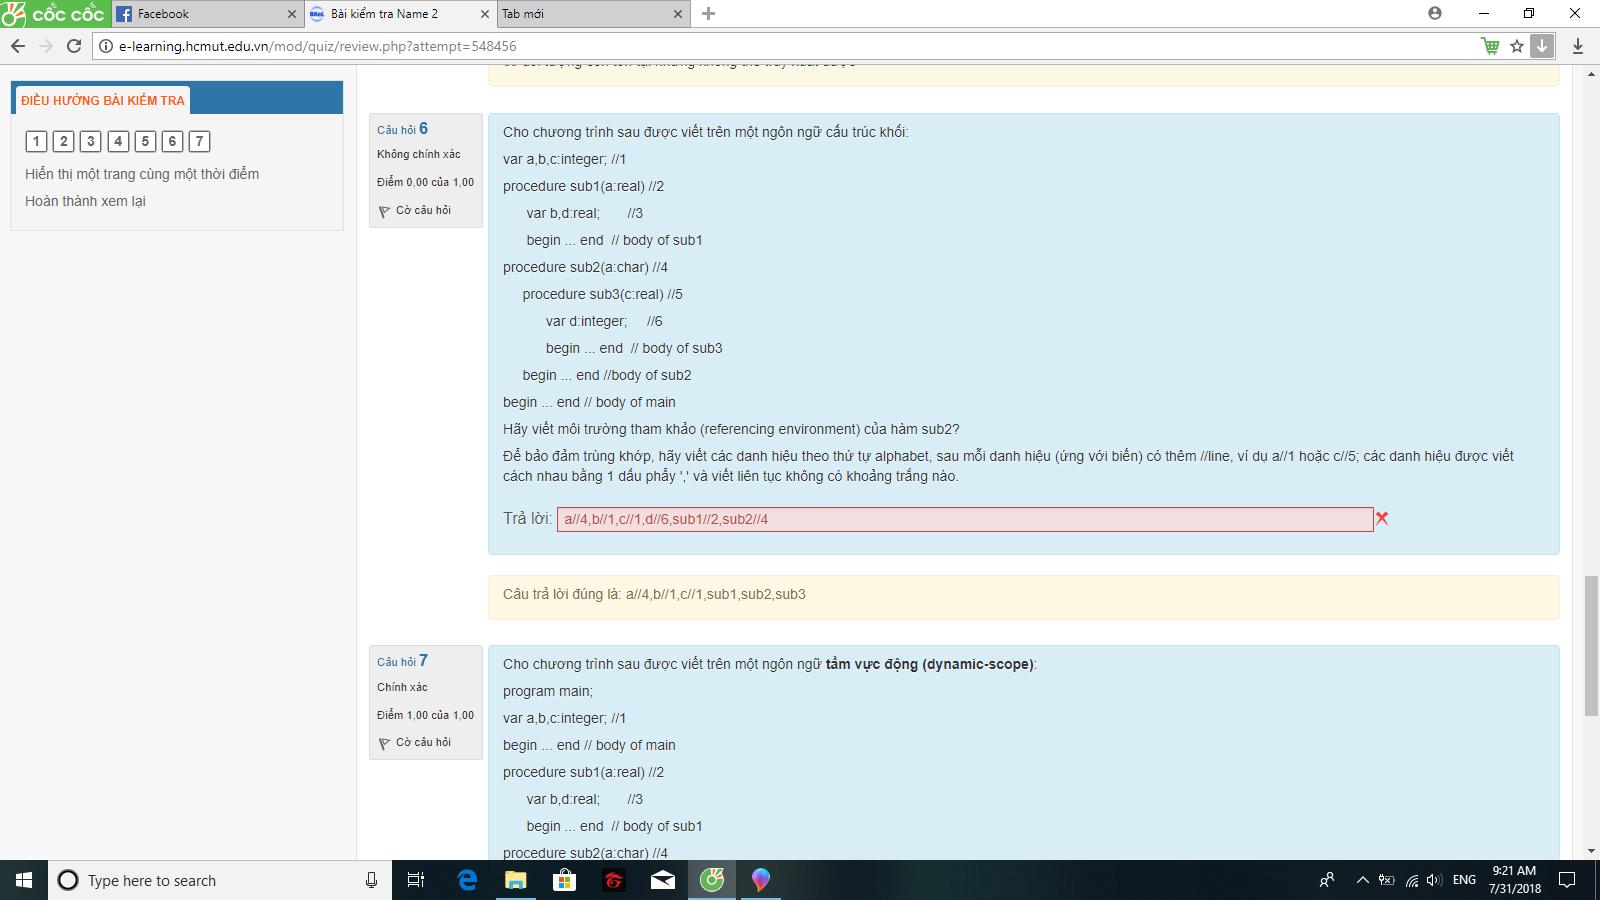 cốc cốc
Facebook
Bài kiểm tra Name 2
Tab mới
e-learning.hcmut.edu.vn/mod/quiz/review.php?attempt=548456
ĐIỀU HƯỚNG BÀI KIỂM TRA
1 2 3 4 5 6 7
Hiển thị một trang cùng một thời điểm
Hoàn thành xem lại
Câu hỏi 6
Không chính xác
Điểm 0,00 của 1,00
Cờ câu hỏi
Cho chương trình sau được viết trên một ngôn ngữ cấu trúc khối:
var a,b,c:integer; //1
procedure sub1(a:real) //2
var b,d:real; //3
begin ... end // body of sub1
procedure sub2(a:char) //4
procedure sub3(c:real) //5
var d:integer; //6
begin ... end // body of sub3
begin ... end //body of sub2
begin ... end // body of main
Hãy viết môi trường tham khảo (referencing environment) của hàm sub2?
Để bảo đảm trùng khớp, hãy viết các danh hiệu theo thứ tự alphabet, sau mỗi danh hiệu (ứng với biến) có thêm //line, ví dụ a//1 hoặc c//5; các danh hiệu được viết
cách nhau bằng 1 dấu phẩy ',' và viết liên tục không có khoảng trắng nào.
Trả lời: a//4,b//1,c//1,d//6,sub1//2,sub2//4
Câu trả lời đúng là: a//4,b//1,c//1,sub1,sub2,sub3
Câu hỏi 7
Chính xác
Điểm 1,00 của 1,00
Cờ câu hỏi
Cho chương trình sau được viết trên một ngôn ngữ tầm vực động (dynamic-scope):
program main;
var a,b,c:integer; //1
begin ... end // body of main
procedure sub1(a:real) //2
var b,d:real; //3
begin ... end // body of sub1
procedure sub2(a:char) //4
Type here to search
ENG
9:21 AM
7/31/2018